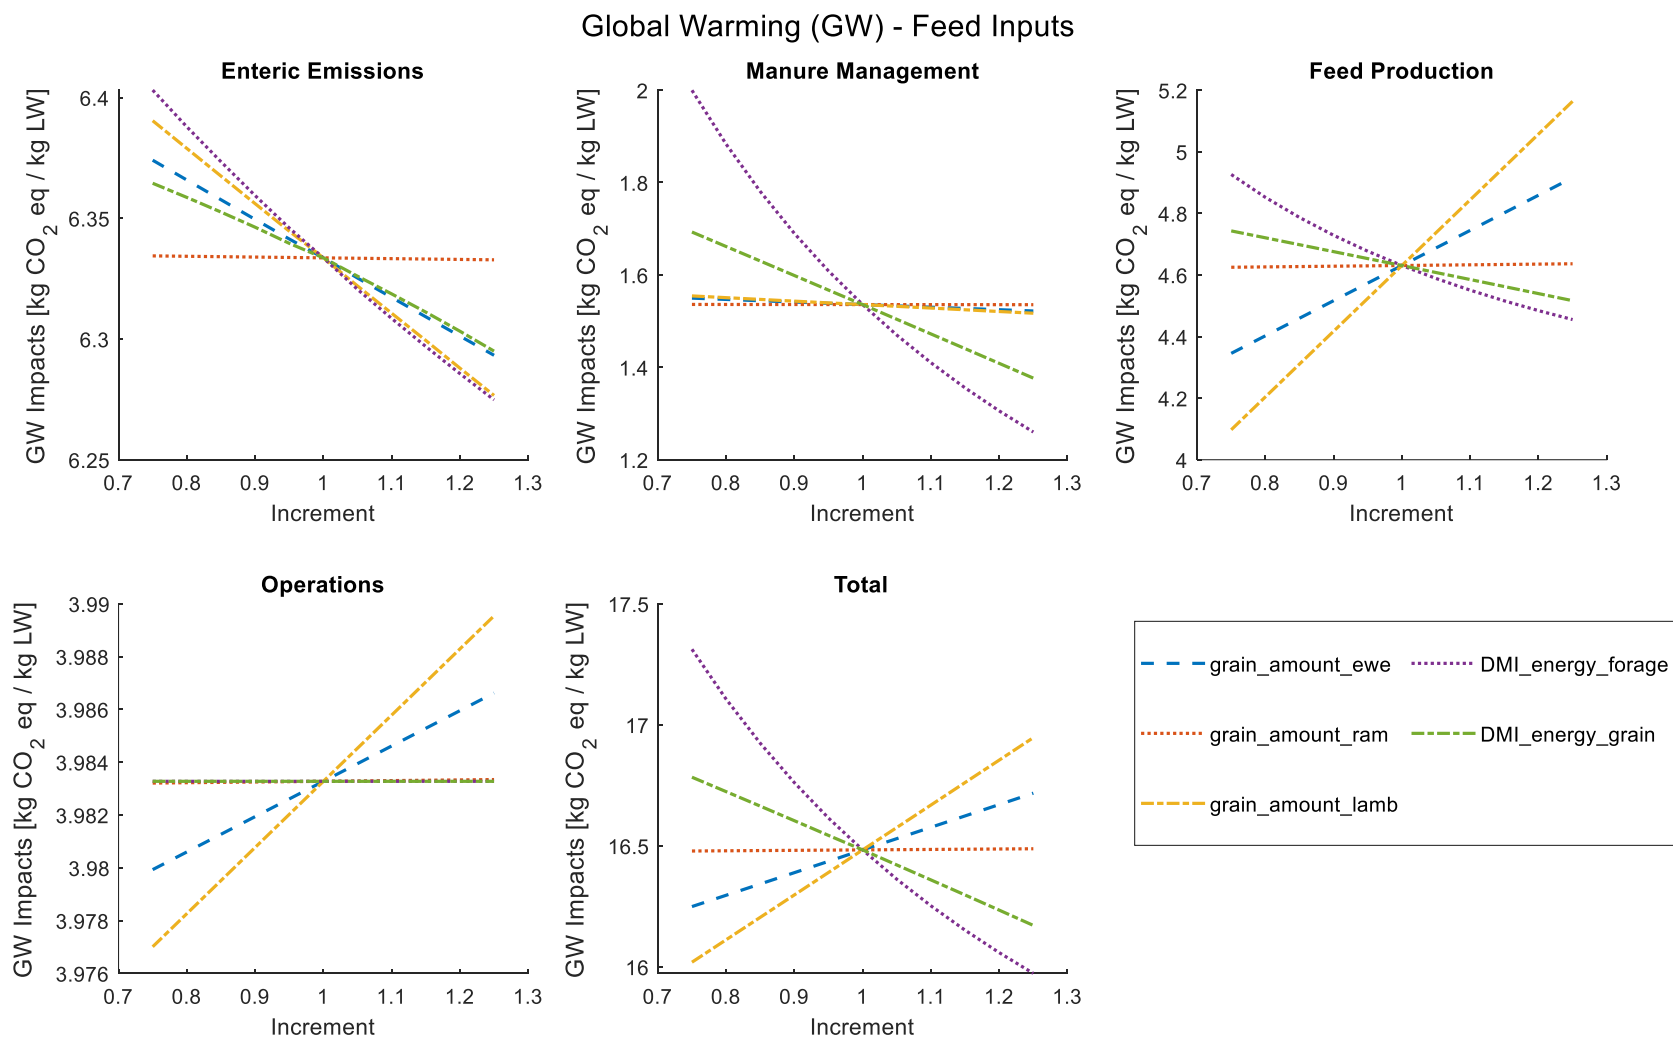 Global Warming (GW) - Feed Inputs
Enteric Emissions
GW Impacts [kg CO2 eq / kg LW]
6.4
6.35
6.3
6.25
0.7 0.8 0.9 1 1.1 1.2 1.3
Increment
Manure Management
GW Impacts [kg CO2 eq / kg LW]
2
1.8
1.6
1.4
1.2
0.7 0.8 0.9 1 1.1 1.2 1.3
Increment
Feed Production
GW Impacts [kg CO2 eq / kg LW]
5.2
5
4.8
4.6
4.4
4.2
4
0.7 0.8 0.9 1 1.1 1.2 1.3
Increment
Operations
GW Impacts [kg CO2 eq / kg LW]
3.99
3.988
3.986
3.984
3.982
3.98
3.978
3.976
0.7 0.8 0.9 1 1.1 1.2 1.3
Increment
Total
GW Impacts [kg CO2 eq / kg LW]
17.5
17
16.5
16
0.7 0.8 0.9 1 1.1 1.2 1.3
Increment
grain_amount_ewe
grain_amount_ram
grain_amount_lamb
DMI_energy_forage
DMI_energy_grain